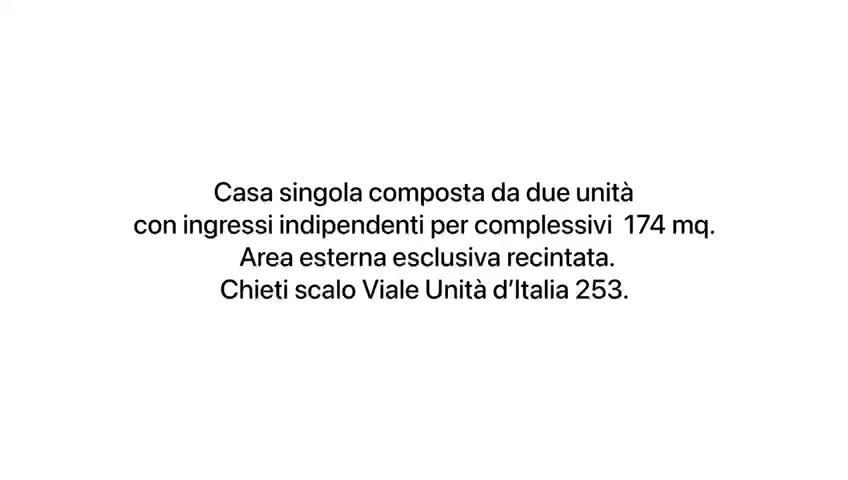 Casa singola composta da due unità
con ingressi indipendenti per complessivi  174 mq.
Area esterna esclusiva recintata.
Chieti scalo Viale Unità d’Italia 253.